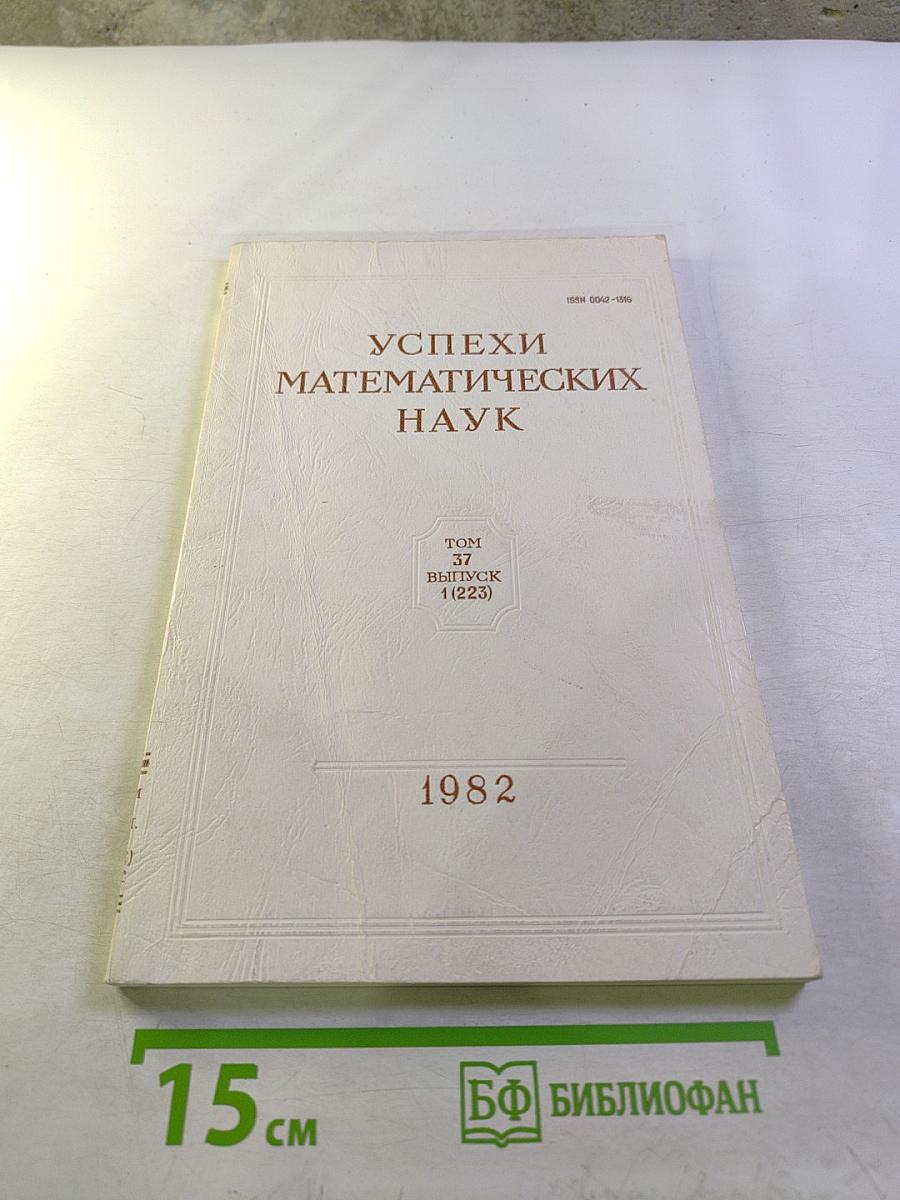 ISSN 0042-1316
УСПЕХИ
МАТЕМАТИЧЕСКИХ
НАУК
ТОМ
37
ВЫПУСК
1(223)
1982
15 см
БФ БИБЛИОФАН